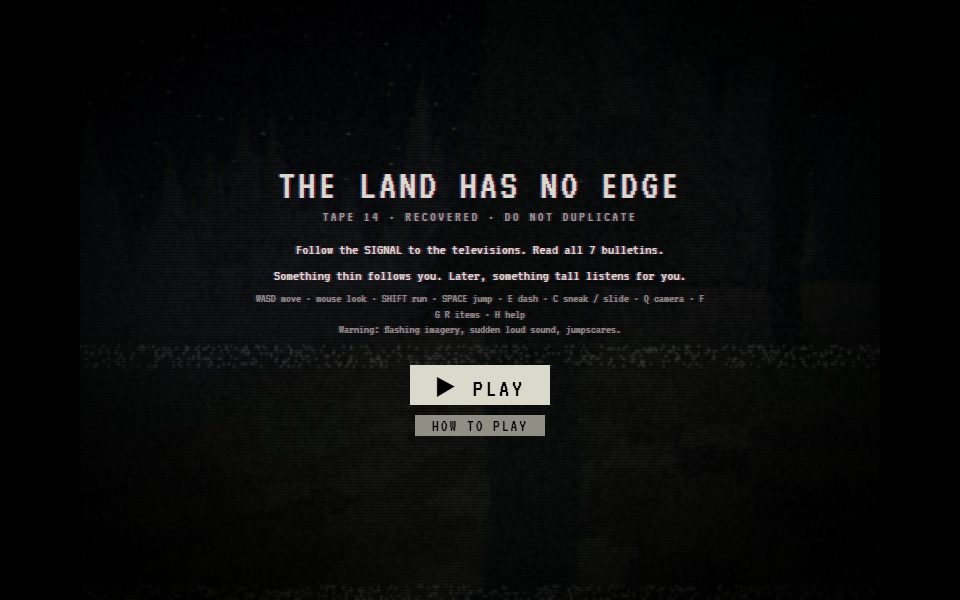 THE LAND HAS NO EDGE
TAPE 14 · RECOVERED · DO NOT DUPLICATE
Follow the SIGNAL to the televisions. Read all 7 bulletins.
Something thin follows you. Later, something tall listens for you.
WASD move · mouse look · SHIFT run · SPACE jump · E dash · C sneak / slide · Q camera · F
G R items · H help
Warning: flashing imagery, sudden loud sound, jumpscares.
▶ PLAY
HOW TO PLAY